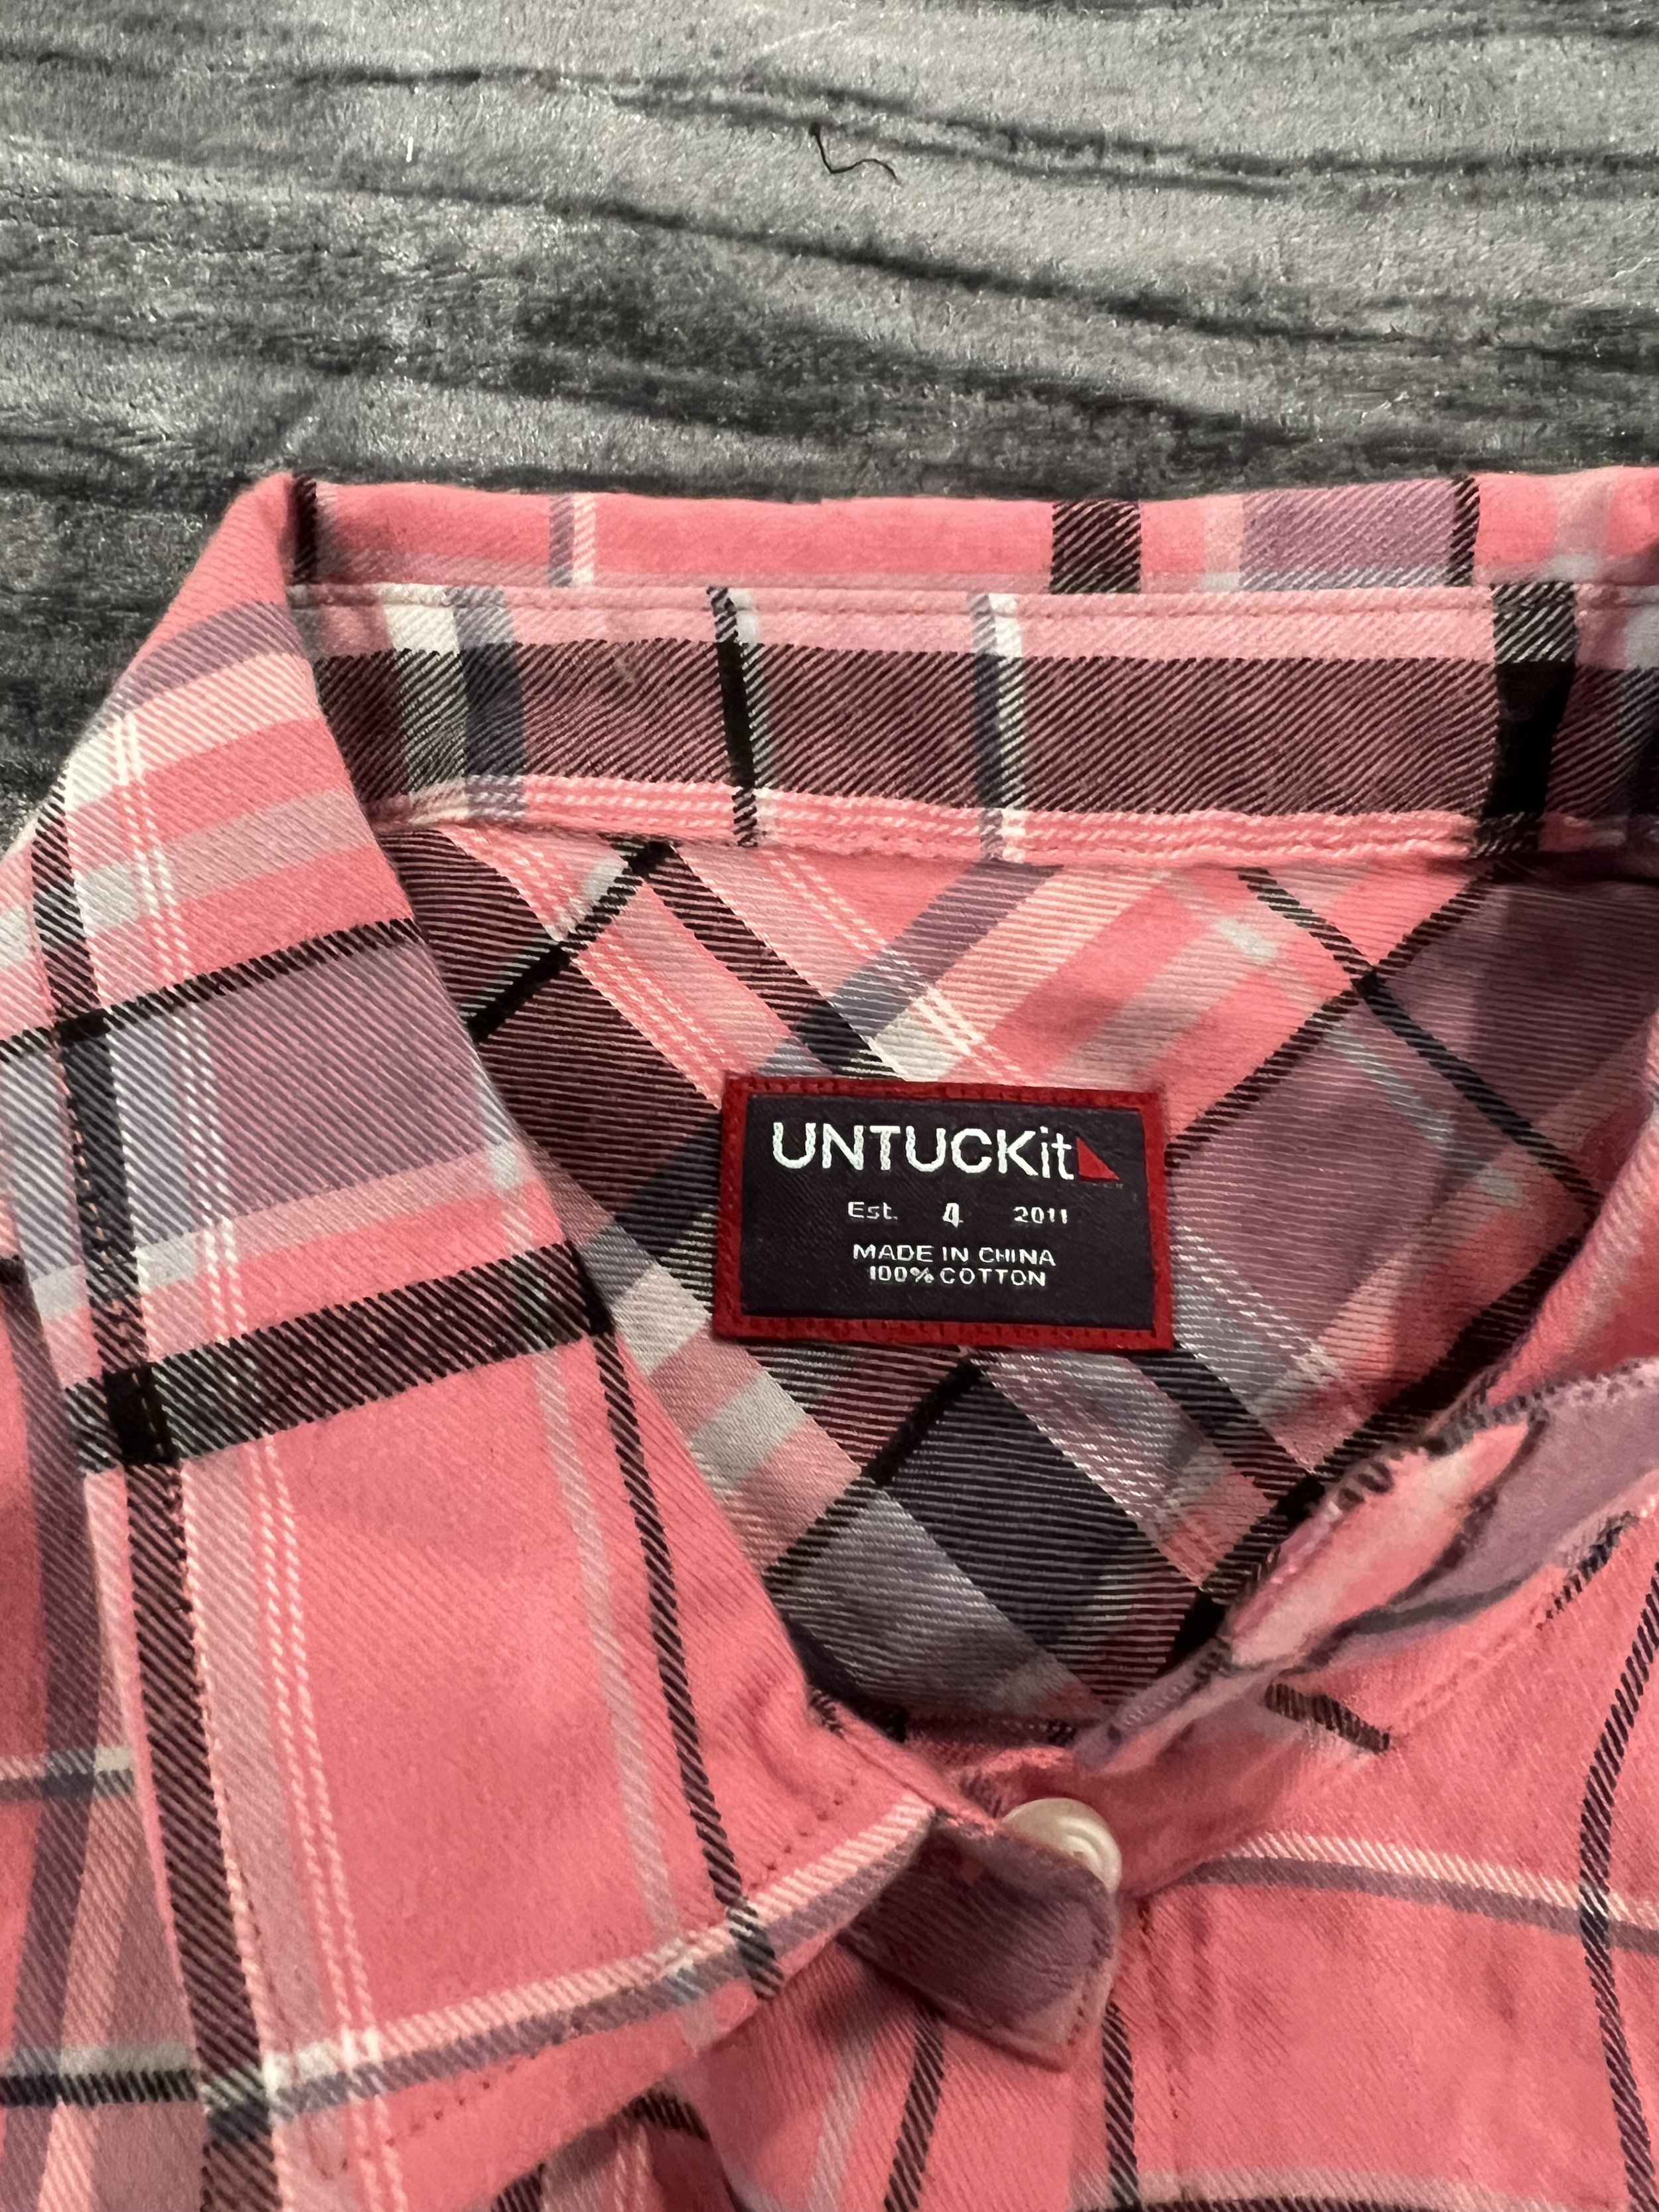 UNTUCKit
Est. 4 2011
MADE IN CHINA
100% COTTON